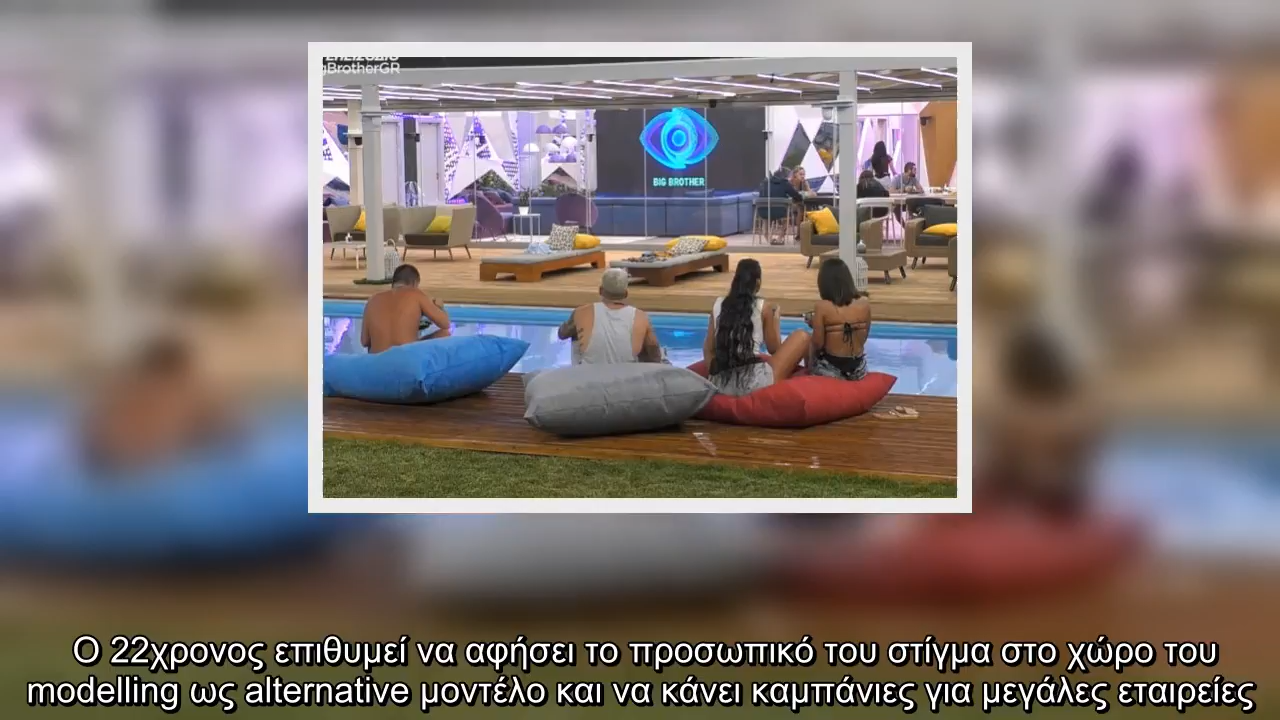 gBrotherGR
BIG BROTHER
Ο 22χρονος επιθυμεί να αφήσει το προσωπικό του στίγμα στο χώρο του
modelling ως alternative μοντέλο και να κάνει καμπάνιες για μεγάλες εταιρείες